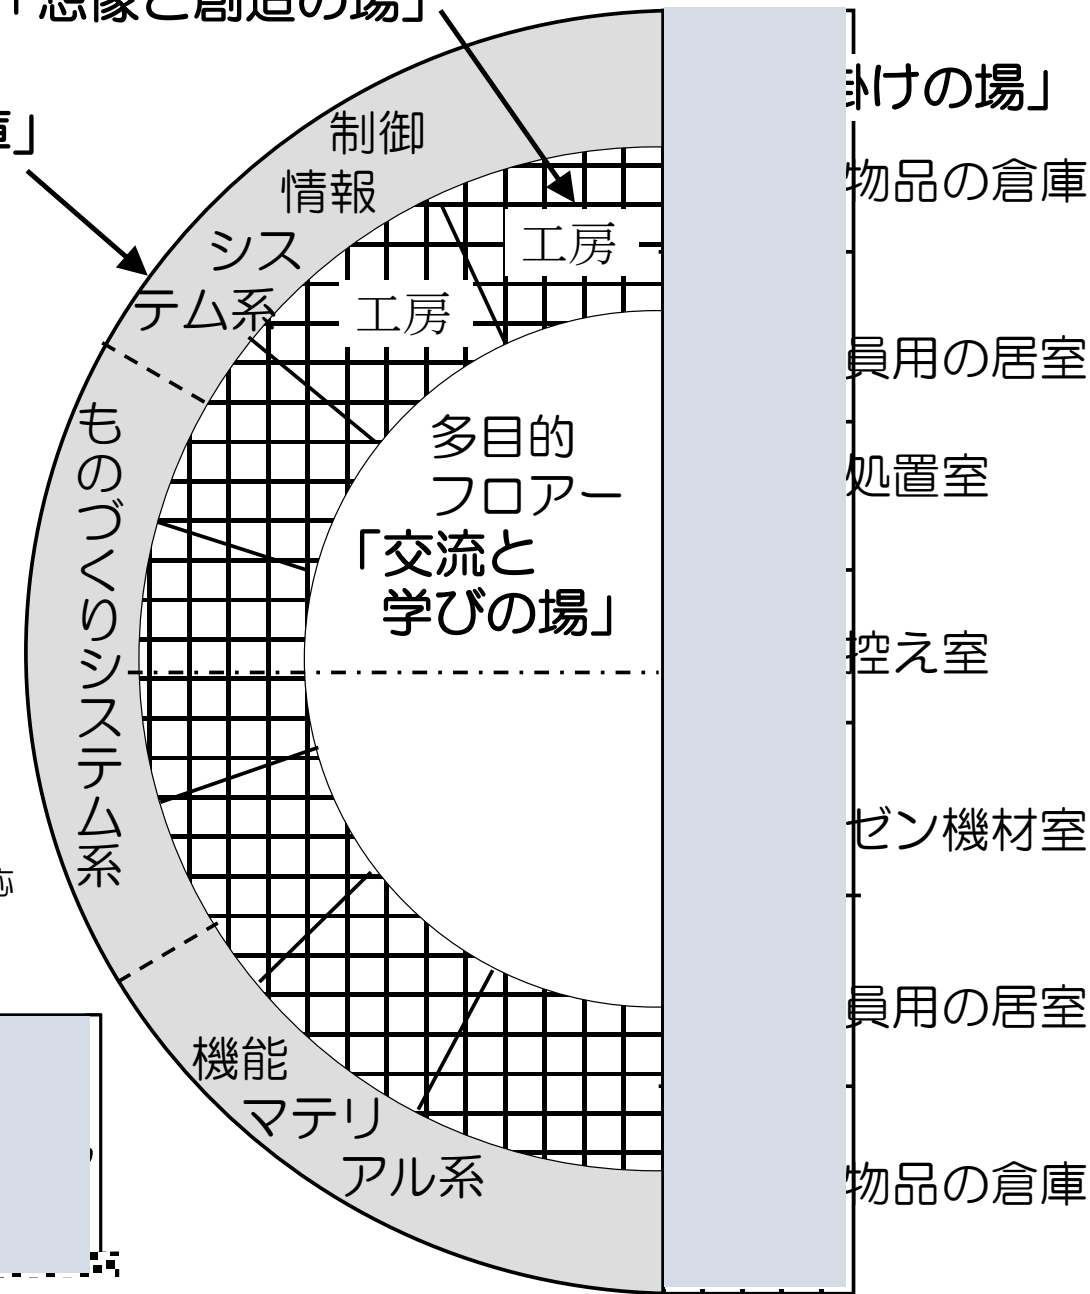 「想像と創造の場」
庫」
掛けの場」
制御
情報
シス
テム系
工房
工房
物品の倉庫
員用の居室
処置室
控え室
ゼン機材室
員用の居室
物品の倉庫
多目的
フロアー
「交流と
学びの場」
ものづくりシステム系
応
機能
マテリ
アル系